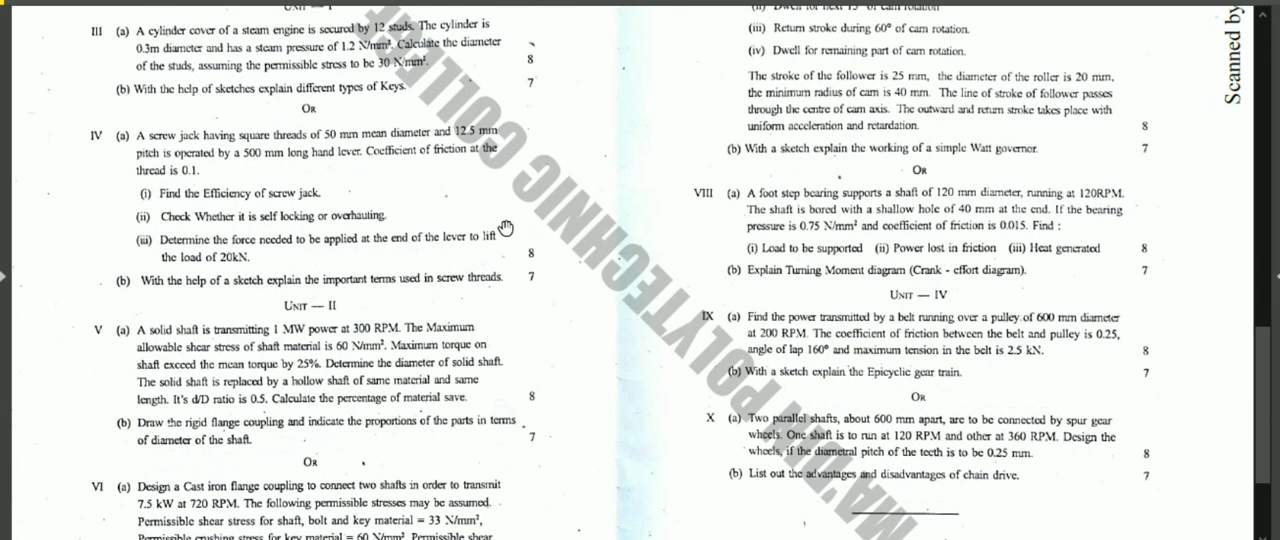 UNIT — I
III (a) A cylinder cover of a steam engine is secured by 12 studs. The cylinder is
0.3m diameter and has a steam pressure of 1.2 N/mm². Calculate the diameter
of the studs, assuming the permissible stress to be 30 N/mm². 8
(b) With the help of sketches explain different types of Keys. 7
OR
IV (a) A screw jack having square threads of 50 mm mean diameter and 12.5 mm
pitch is operated by a 500 mm long hand lever. Coefficient of friction at the
thread is 0.1.
(i) Find the Efficiency of screw jack.
(ii) Check Whether it is self locking or overhauting.
(iii) Determine the force needed to be applied at the end of the lever to lift
the load of 20kN. 8
(b) With the help of a sketch explain the important terms used in screw threads. 7
UNIT — II
V (a) A solid shaft is transmitting 1 MW power at 300 RPM. The Maximum
allowable shear stress of shaft material is 60 N/mm². Maximum torque on
shaft exceed the mean torque by 25%. Determine the diameter of solid shaft.
The solid shaft is replaced by a hollow shaft of same material and same
length. It's d/D ratio is 0.5. Calculate the percentage of material save. 8
(b) Draw the rigid flange coupling and indicate the proportions of the parts in terms
of diameter of the shaft. 7
OR
VI (a) Design a Cast iron flange coupling to connect two shafts in order to transmit
7.5 kW at 720 RPM. The following permissible stresses may be assumed.
Permissible shear stress for shaft, bolt and key material = 33 N/mm²,
Permissible crushing stress for key material = 60 N/mm² Permissible shear
(ii) Dwell for next 15° of cam rotation
(iii) Return stroke during 60° of cam rotation.
(iv) Dwell for remaining part of cam rotation.
The stroke of the follower is 25 mm, the diameter of the roller is 20 mm,
the minimum radius of cam is 40 mm. The line of stroke of follower passes
through the centre of cam axis. The outward and return stroke takes place with
uniform acceleration and retardation. 8
(b) With a sketch explain the working of a simple Watt governor. 7
OR
VIII (a) A foot step bearing supports a shaft of 120 mm diameter, running at 120RPM.
The shaft is bored with a shallow hole of 40 mm at the end. If the bearing
pressure is 0.75 N/mm² and coefficient of friction is 0.015. Find :
(i) Load to be supported (ii) Power lost in friction (iii) Heat generated 8
(b) Explain Turning Moment diagram (Crank - effort diagram). 7
UNIT — IV
IX (a) Find the power transmitted by a belt running over a pulley of 600 mm diameter
at 200 RPM. The coefficient of friction between the belt and pulley is 0.25,
angle of lap 160° and maximum tension in the belt is 2.5 kN. 8
(b) With a sketch explain the Epicyclic gear train. 7
OR
X (a) Two parallel shafts, about 600 mm apart, are to be connected by spur gear
wheels. One shaft is to run at 120 RPM and other at 360 RPM. Design the
wheels, if the diametral pitch of the teeth is to be 0.25 mm. 8
(b) List out the advantages and disadvantages of chain drive. 7
Scanned by
MA'DIN POLYTECHNIC COLLEGE